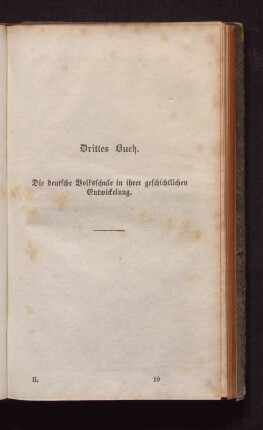 Drittes Buch.
Die deutsche Volksschule in ihrer geschichtlichen
Entwickelung.
II. 19